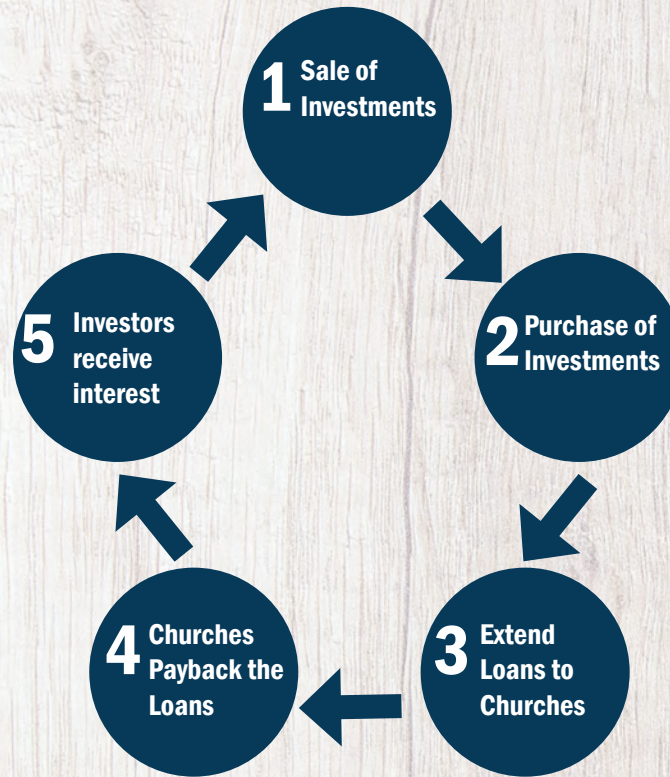 1 Sale of
Investments
2 Purchase of
Investments
3 Extend
Loans to
Churches
4 Churches
Payback the
Loans
5 Investors
receive
interest